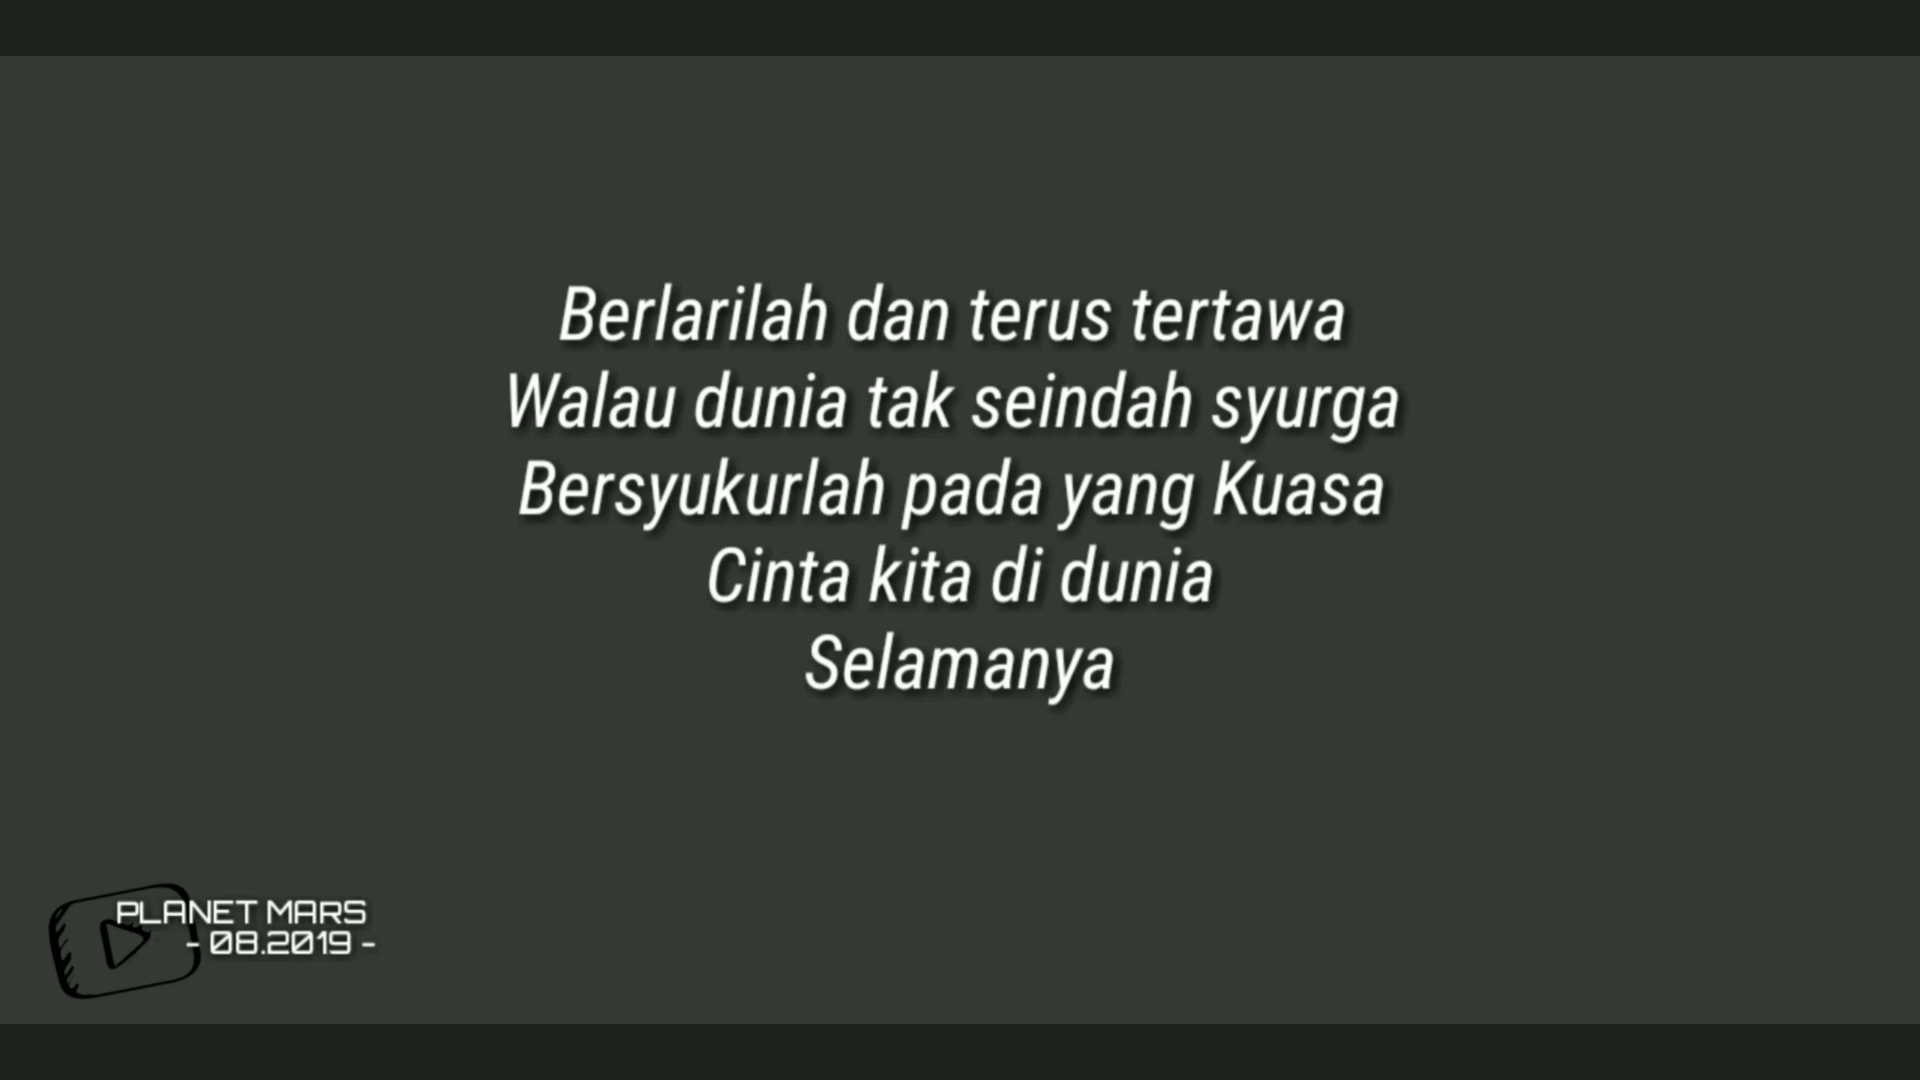 Berlarilah dan terus tertawa
Walau dunia tak seindah syurga
Bersyukurlah pada yang Kuasa
Cinta kita di dunia
Selamanya
PLANET MARS
- 08.2019 -